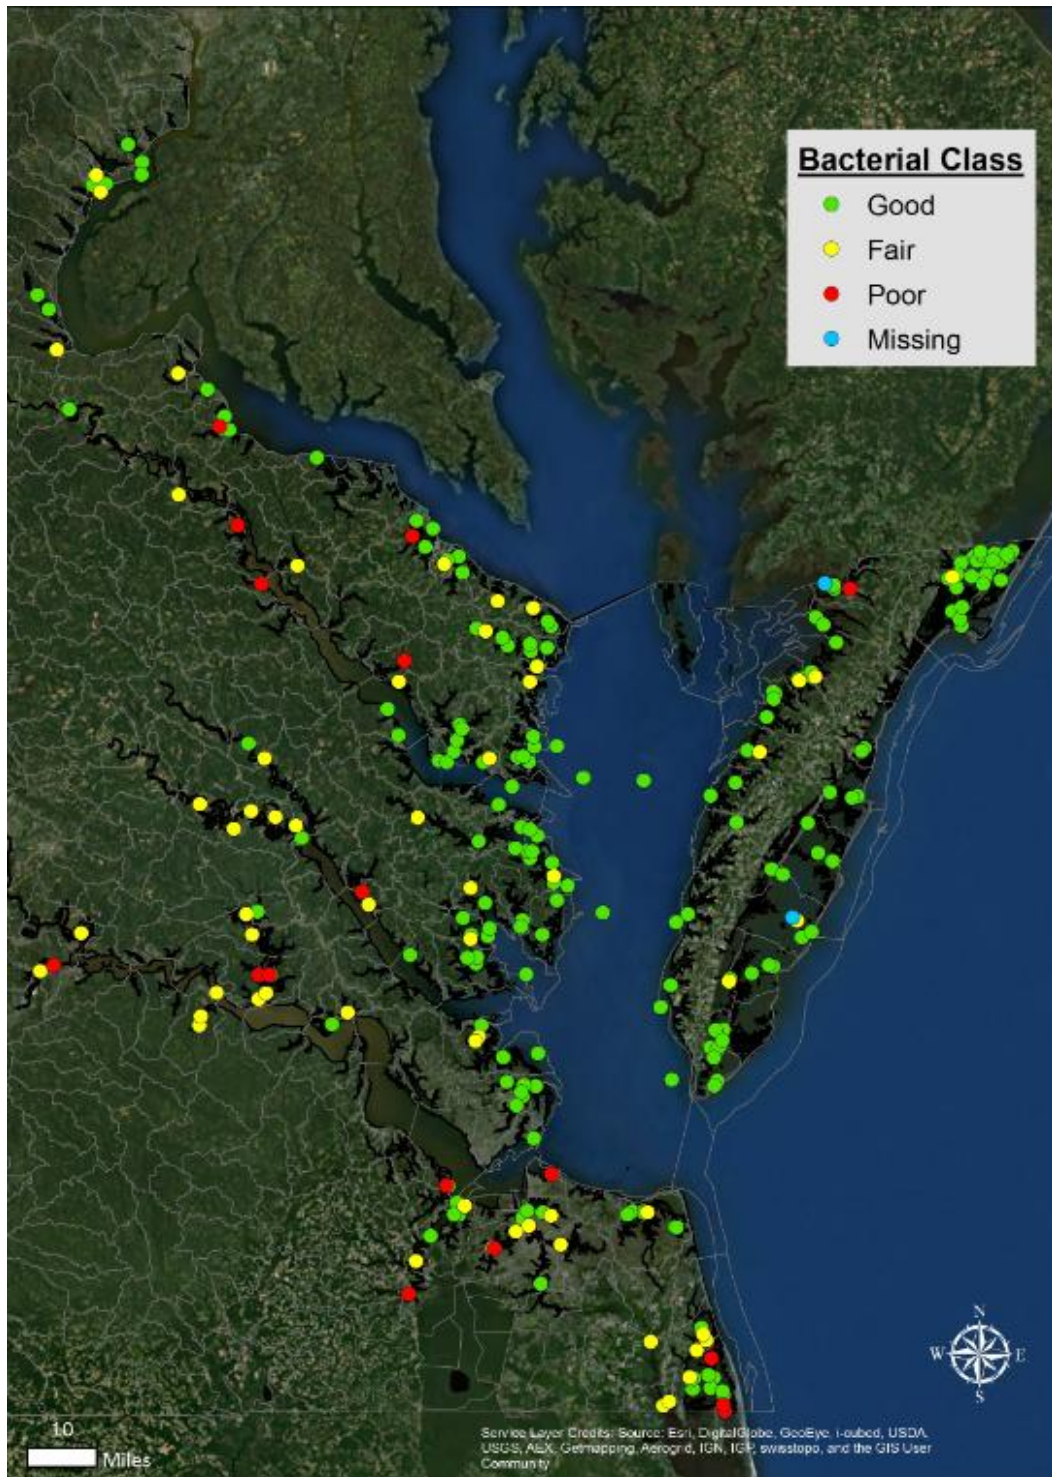 Bacterial Class
Good
Fair
Poor
Missing
N
W
E
S
10
Miles
Service Layer Credits: Source: Esri, DigitalGlobe, GeoEye, i-cubed, USDA,
USGS, AEX, Getmapping, Aerogrid, IGN, IGP, swisstopo, and the GIS User
Community